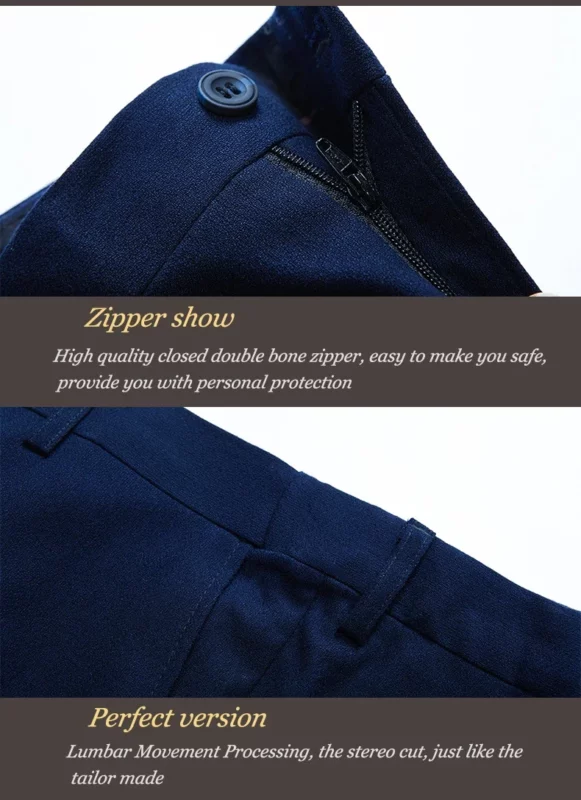 Zipper show
High quality closed double bone zipper, easy to make you safe,
provide you with personal protection
Perfect version
Lumbar Movement Processing, the stereo cut, just like the
tailor made